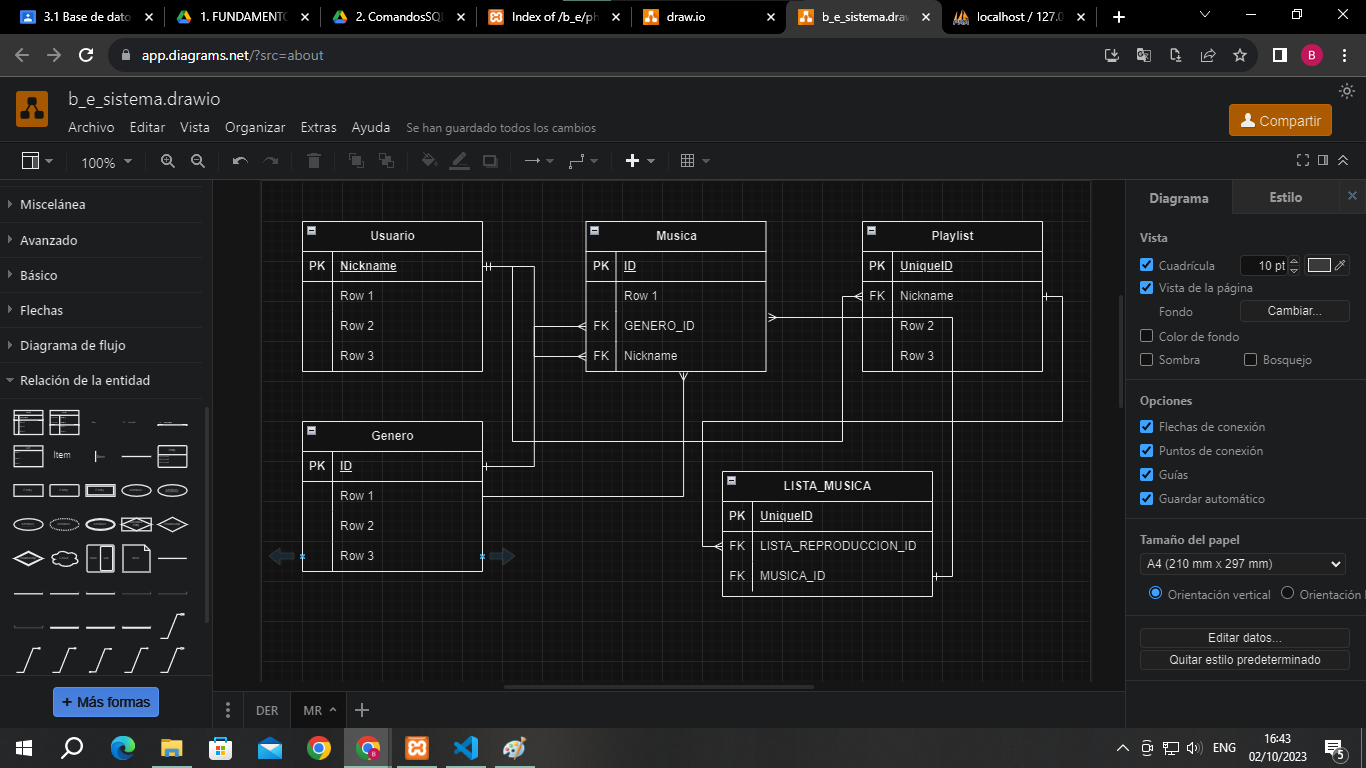 3.1 Base de dato
1. FUNDAMENTO
2. ComandosSQL
Index of /b_e/ph
draw.io
b_e_sistema.draw
localhost / 127.0
app.diagrams.net/?src=about
B
b_e_sistema.drawio
Archivo Editar Vista Organizar Extras Ayuda Se han guardado todos los cambios
Compartir
100%
Miscelánea
Avanzado
Básico
Flechas
Diagrama de flujo
Relación de la entidad
Item
+ Más formas
Usuario
PK Nickname
Row 1
Row 2
Row 3
Musica
PK ID
Row 1
FK GENERO_ID
FK Nickname
Playlist
PK UniqueID
FK Nickname
Row 2
Row 3
Genero
PK ID
Row 1
Row 2
Row 3
LISTA_MUSICA
PK UniqueID
FK LISTA_REPRODUCCION_ID
FK MUSICA_ID
Diagrama Estilo
Vista
Cuadrícula 10 pt
Vista de la página
Fondo Cambiar...
Color de fondo
Sombra Bosquejo
Opciones
Flechas de conexión
Puntos de conexión
Guías
Guardar automático
Tamaño del papel
A4 (210 mm x 297 mm)
Orientación vertical Orientación
Editar datos...
Quitar estilo predeterminado
DER MR
ENG
16:43
02/10/2023
5